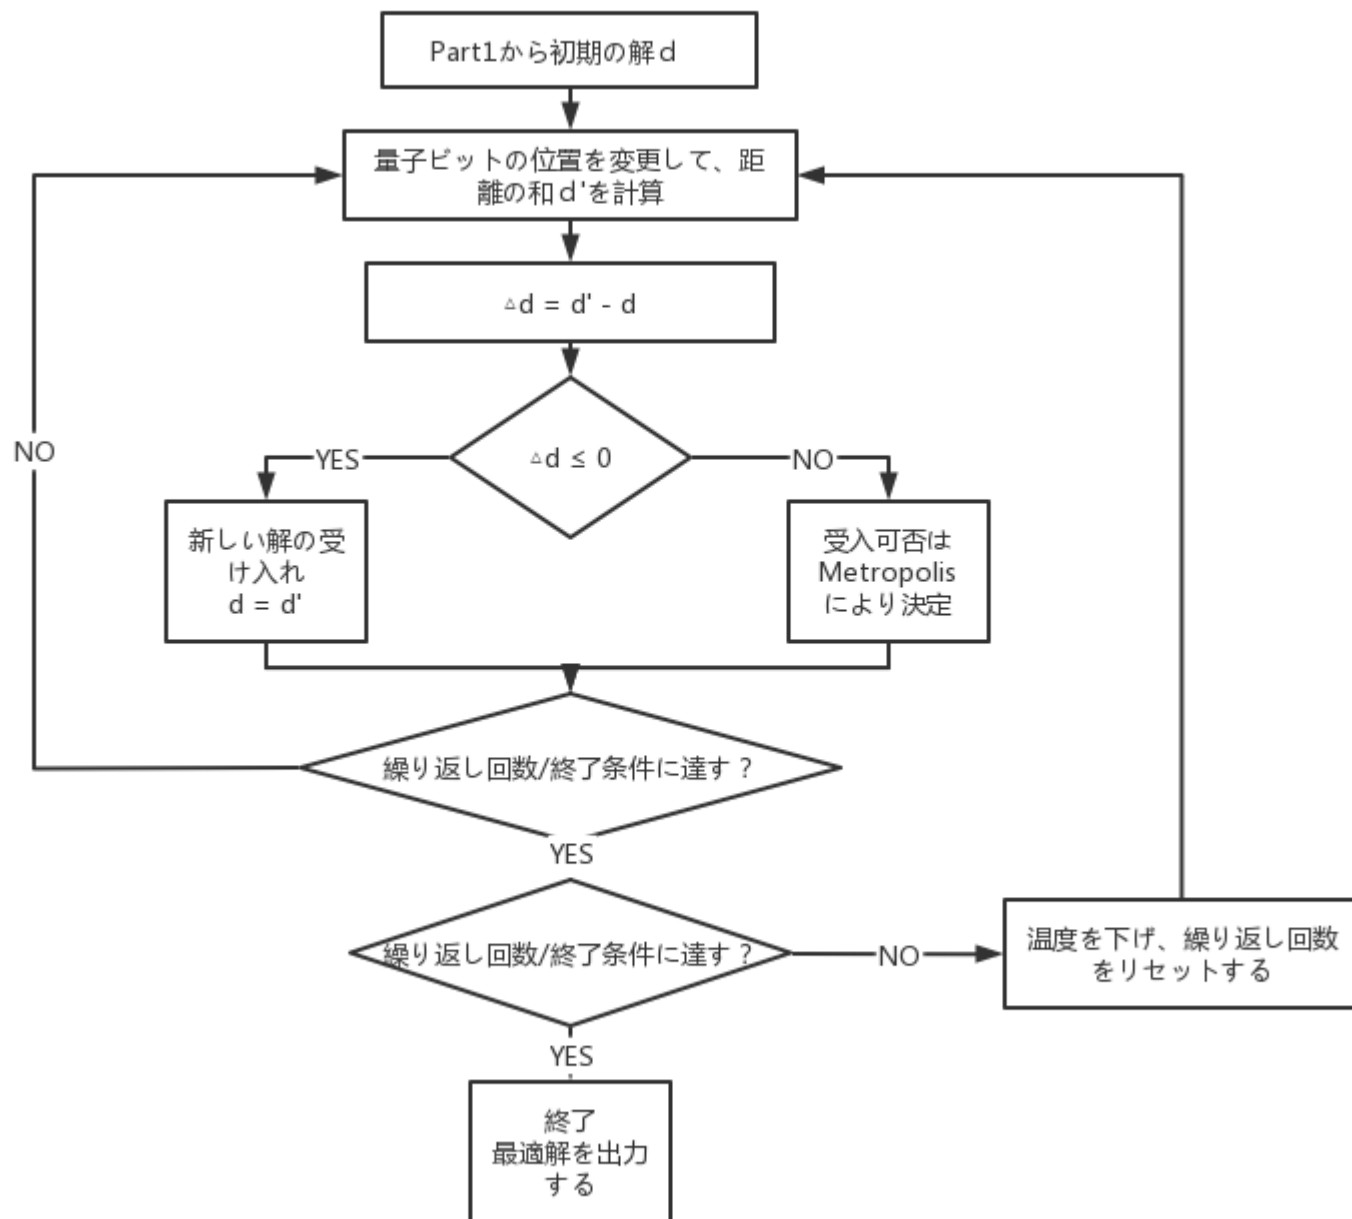 Part1から初期の解ｄ
量子ビットの位置を変更して、距
離の和ｄ'を計算
△d = d' - d
△d ≤ 0
YES
NO
NO
新しい解の受
け入れ
d = d'
受入可否は
Metropolis
により決定
繰り返し回数/終了条件に達す？
YES
繰り返し回数/終了条件に達す？
NO
温度を下げ、繰り返し回数
をリセットする
YES
終了
最適解を出力
する